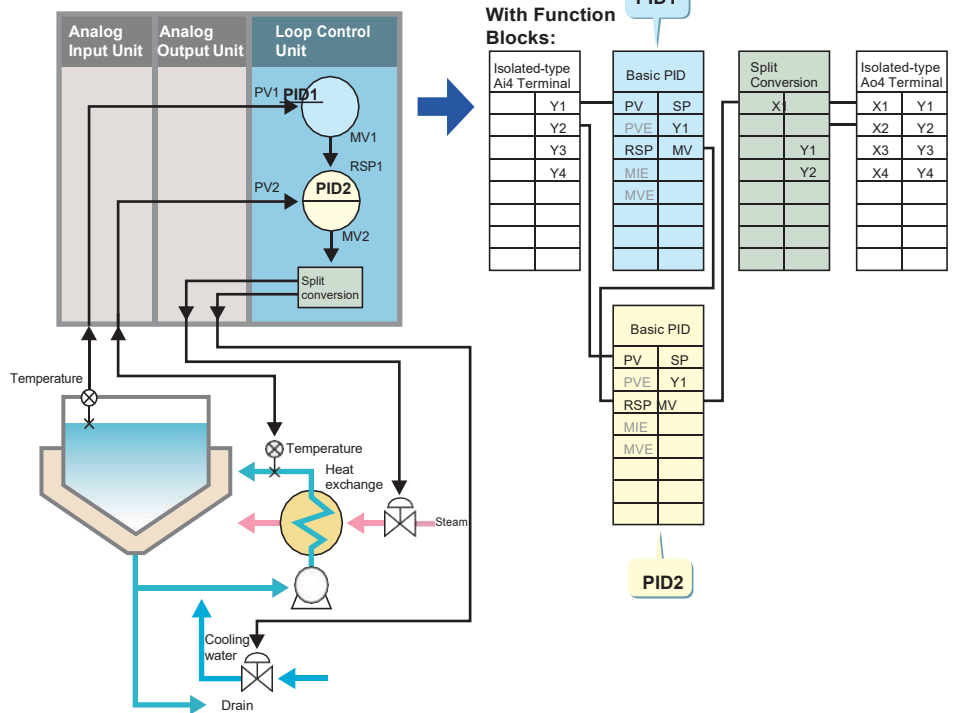 Analog
Input Unit
Analog
Output Unit
Loop Control
Unit
PV1
PID1
MV1
RSP1
PV2
PID2
MV2
Split
conversion
Temperature
Temperature
Heat
exchange
Steam
Cooling
water
Drain
With Function
Blocks:
PID1
Isolated-type
Ai4 Terminal
Y1
Y2
Y3
Y4
Basic PID
PV SP
PVE Y1
RSP MV
MIE
MVE
Split
Conversion
X1
Y1
Y2
Isolated-type
Ao4 Terminal
X1 Y1
X2 Y2
X3 Y3
X4 Y4
Basic PID
PV SP
PVE Y1
RSP MV
MIE
MVE
PID2